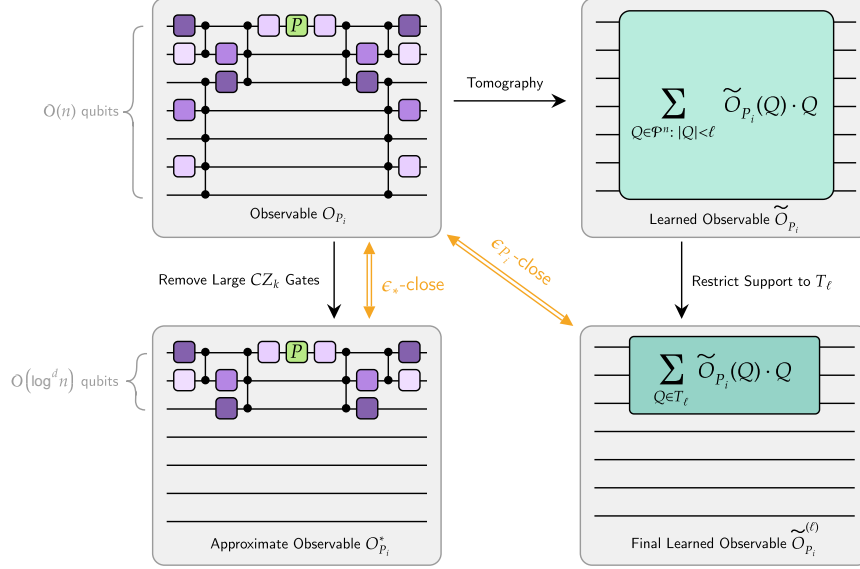 P
O(n) qubits
Observable O_{P_i}
Tomography
∑_{Q∈𝒫^n: |Q|<ℓ} Õ_{P_i}(Q) · Q
Learned Observable Õ_{P_i}
Remove Large CZ_k Gates
ϵ_*-close
ϵ_{P_i}-close
Restrict Support to T_ℓ
P
O(log^d n) qubits
Approximate Observable O^*_{P_i}
∑_{Q∈T_ℓ} Õ_{P_i}(Q) · Q
Final Learned Observable Õ^{(ℓ)}_{P_i}